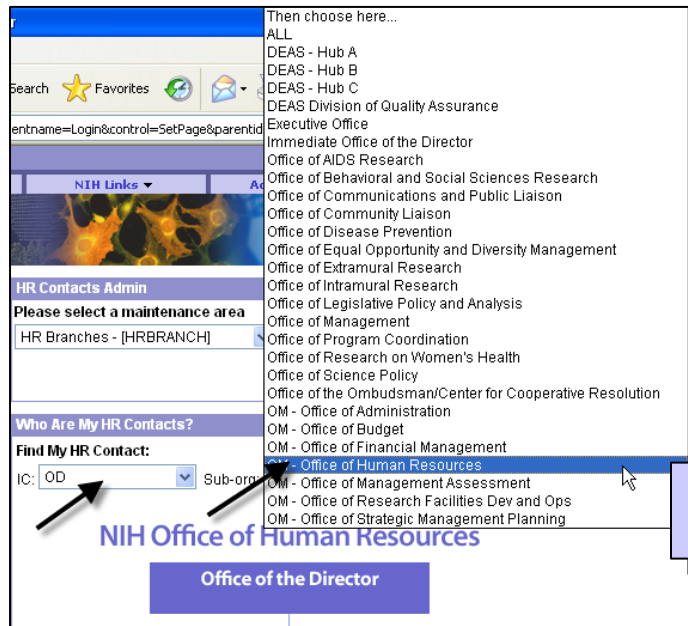 r
Search Favorites
entname=Login&control=SetPage&parentid
NIH Links
HR Contacts Admin
Please select a maintenance area
HR Branches - [HRBRANCH]
Who Are My HR Contacts?
Find My HR Contact:
IC: OD
Then choose here...
ALL
DEAS - Hub A
DEAS - Hub B
DEAS - Hub C
DEAS Division of Quality Assurance
Executive Office
Immediate Office of the Director
Office of AIDS Research
Office of Behavioral and Social Sciences Research
Office of Communications and Public Liaison
Office of Community Liaison
Office of Disease Prevention
Office of Equal Opportunity and Diversity Management
Office of Extramural Research
Office of Intramural Research
Office of Legislative Policy and Analysis
Office of Management
Office of Program Coordination
Office of Research on Women's Health
Office of Science Policy
Office of the Ombudsman/Center for Cooperative Resolution
OM - Office of Administration
OM - Office of Budget
OM - Office of Financial Management
OM - Office of Human Resources
OM - Office of Management Assessment
OM - Office of Research Facilities Dev and Ops
OM - Office of Strategic Management Planning
NIH Office of Human Resources
Office of the Director